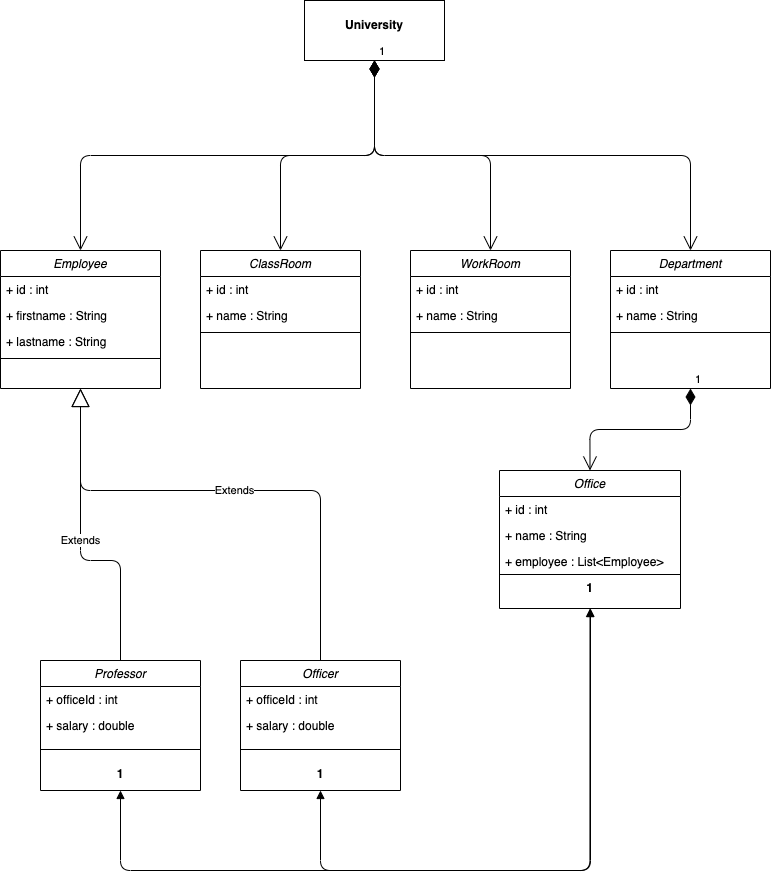 University
1
Employee
+ id : int
+ firstname : String
+ lastname : String
ClassRoom
+ id : int
+ name : String
WorkRoom
+ id : int
+ name : String
Department
+ id : int
+ name : String
1
Office
+ id : int
+ name : String
+ employee : List<Employee>
1
Extends
Extends
Professor
+ officeId : int
+ salary : double
1
Officer
+ officeId : int
+ salary : double
1